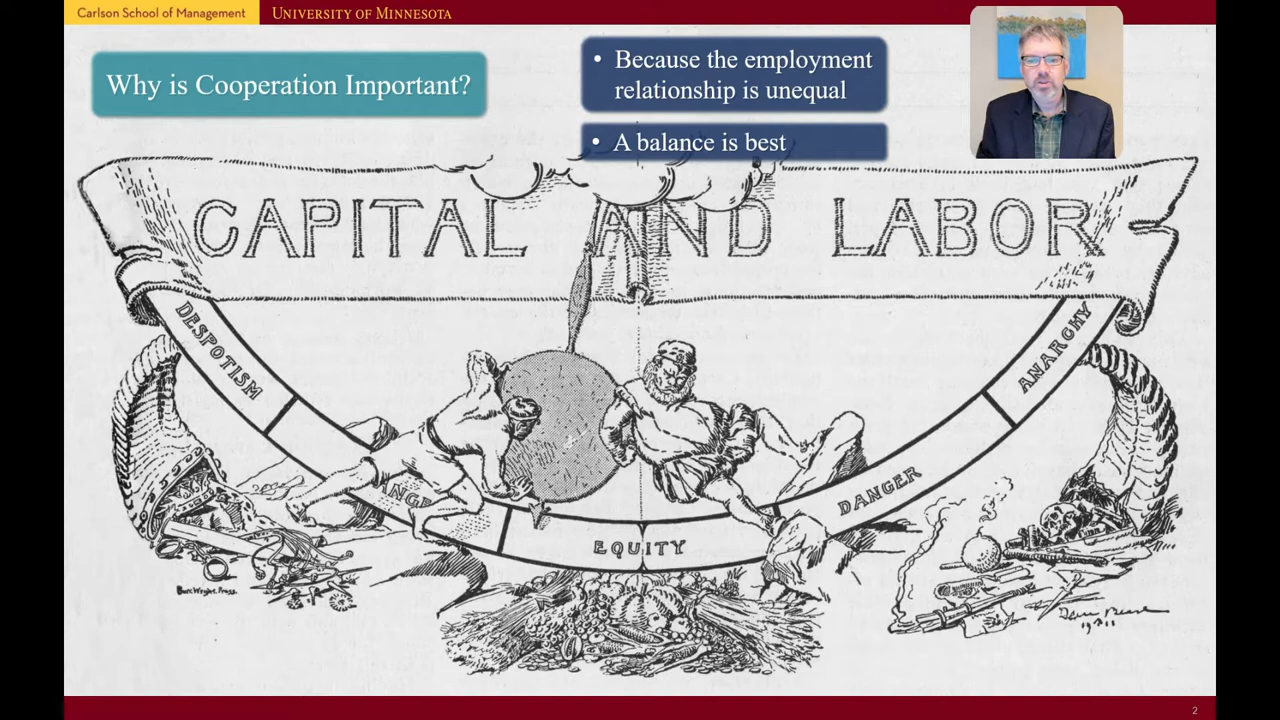 Carlson School of Management
UNIVERSITY OF MINNESOTA
Why is Cooperation Important?
• Because the employment
relationship is unequal
• A balance is best
CAPITAL AND LABOR
DESPOTISM
EQUITY
DANGER
ANARCHY
2